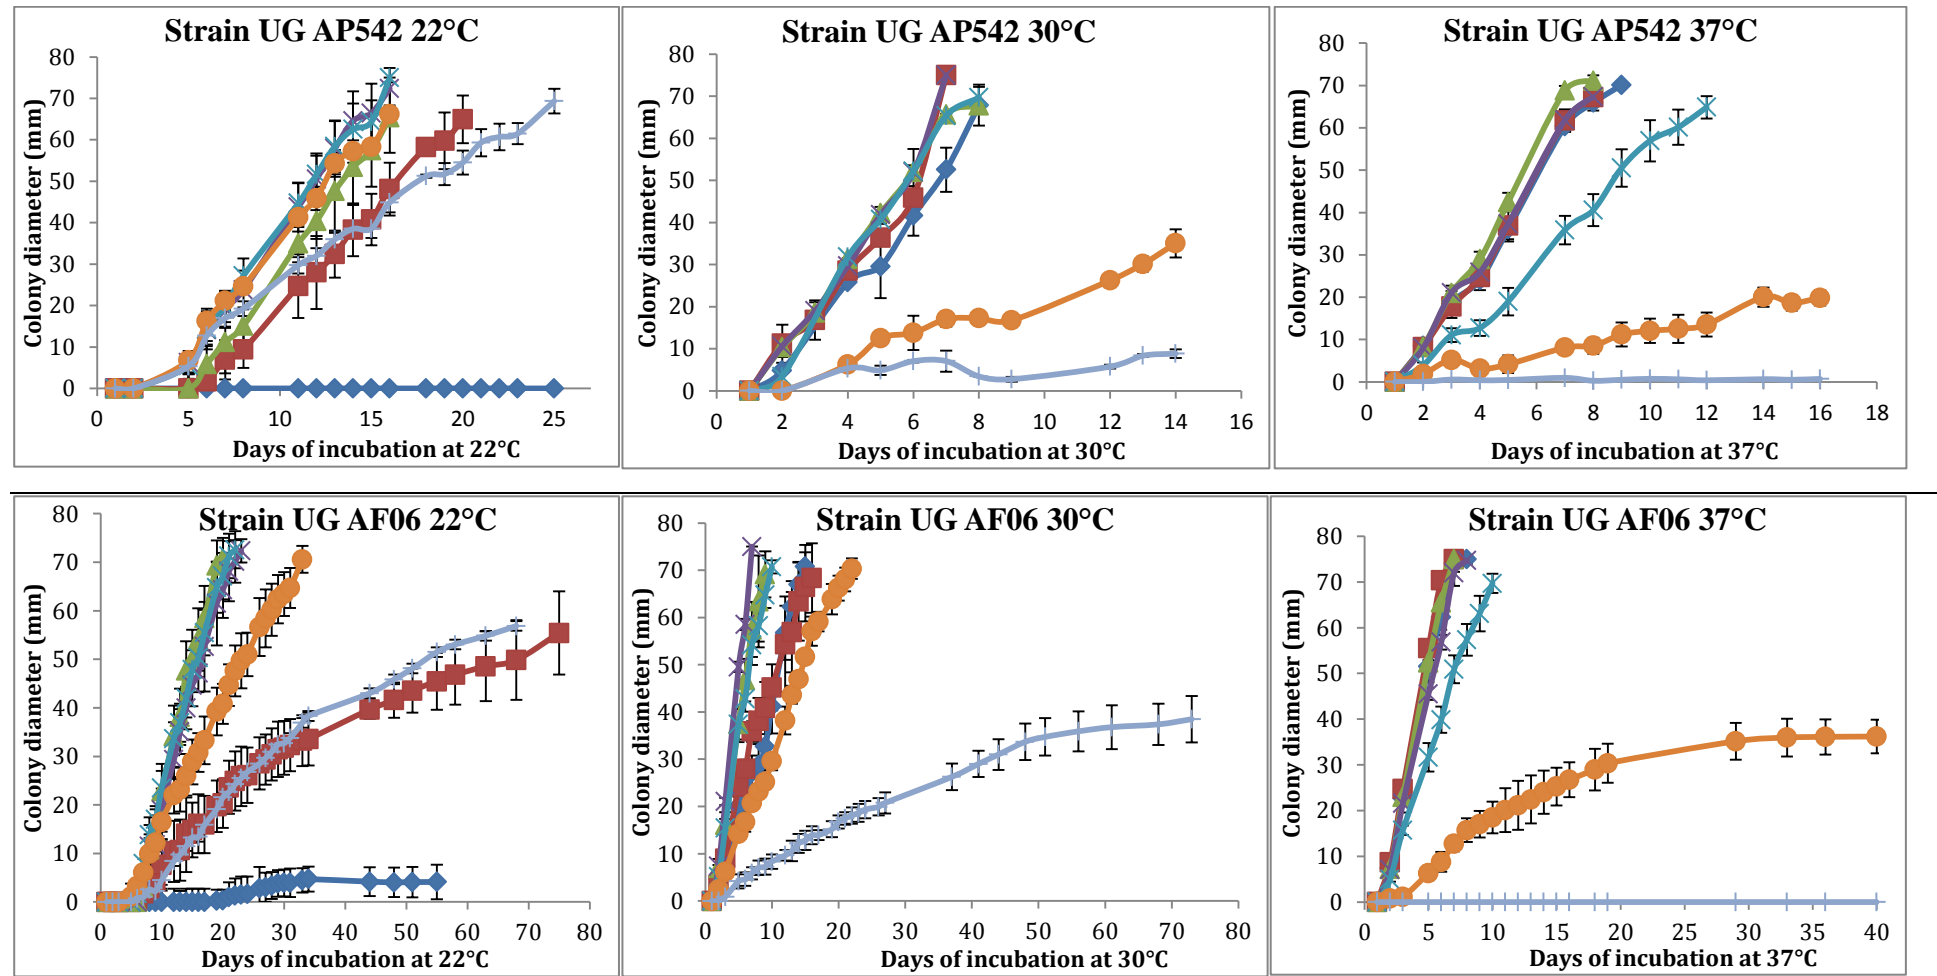 Strain UG AP542 22°C
Colony diameter (mm)
80
70
60
50
40
30
20
10
0
0 5 10 15 20 25
Days of incubation at 22°C
Strain UG AP542 30°C
Colony diameter (mm)
80
70
60
50
40
30
20
10
0
0 2 4 6 8 10 12 14 16
Days of incubation at 30°C
Strain UG AP542 37°C
Colony diameter (mm)
80
70
60
50
40
30
20
10
0
0 2 4 6 8 10 12 14 16 18
Days of incubation at 37°C
Strain UG AF06 22°C
Colony diameter (mm)
80
70
60
50
40
30
20
10
0
0 10 20 30 40 50 60 70 80
Days of incubation at 22°C
Strain UG AF06 30°C
Colony diameter (mm)
80
70
60
50
40
30
20
10
0
0 10 20 30 40 50 60 70 80
Days of incubation at 30°C
Strain UG AF06 37°C
Colony diameter (mm)
80
70
60
50
40
30
20
10
0
0 5 10 15 20 25 30 35 40
Days of incubation at 37°C